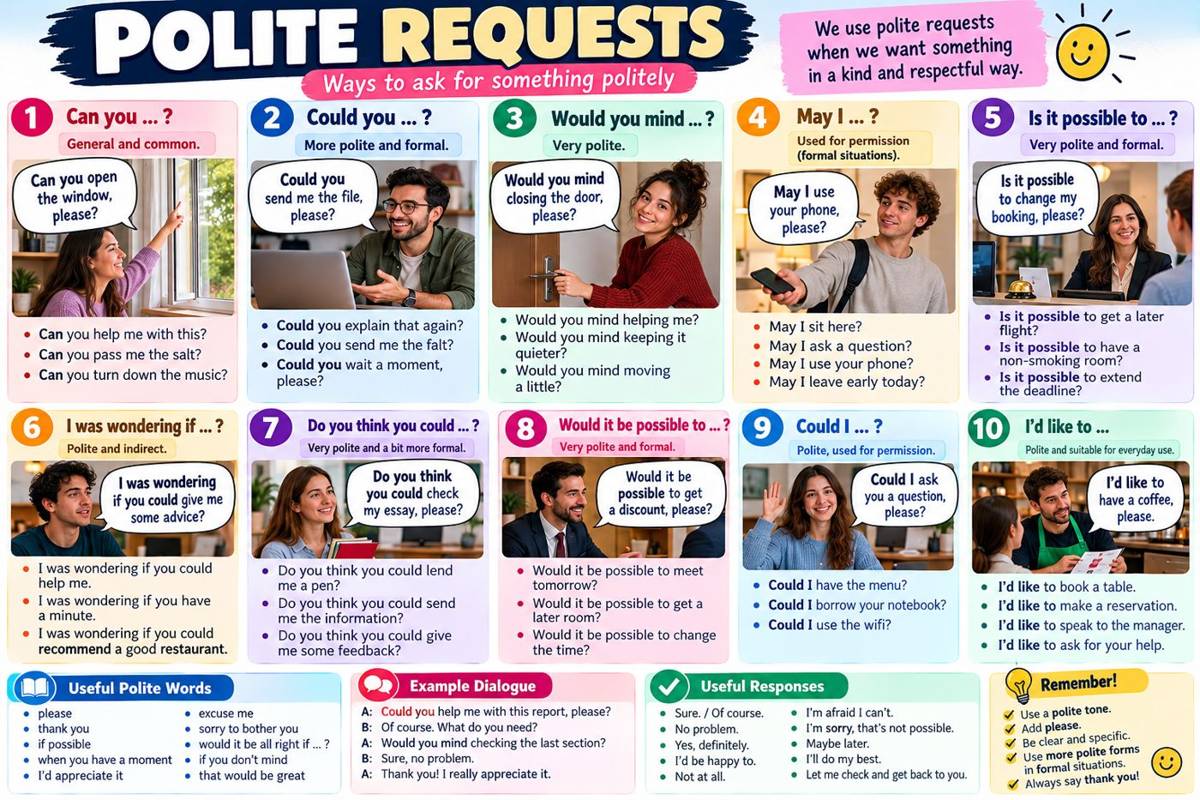 POLITE REQUESTS
Ways to ask for something politely
We use polite requests
when we want something
in a kind and respectful way.
1 Can you ... ?
General and common.
Can you open
the window,
please?
• Can you help me with this?
• Can you pass me the salt?
• Can you turn down the music?
2 Could you ... ?
More polite and formal.
Could you
send me the file,
please?
• Could you explain that again?
• Could you send me the falt?
• Could you wait a moment,
please?
3 Would you mind ... ?
Very polite.
Would you mind
closing the door,
please?
• Would you mind helping me?
• Would you mind keeping it
quieter?
• Would you mind moving
a little?
4 May I ... ?
Used for permission
(formal situations).
May I use
your phone,
please?
• May I sit here?
• May I ask a question?
• May I use your phone?
• May I leave early today?
5 Is it possible to ... ?
Very polite and formal.
Is it possible
to change my
booking, please?
• Is it possible to get a later
flight?
• Is it possible to have a
non-smoking room?
• Is it possible to extend
the deadline?
6 I was wondering if ... ?
Polite and indirect.
I was wondering
if you could give me
some advice?
• I was wondering if you could
help me.
• I was wondering if you have
a minute.
• I was wondering if you could
recommend a good restaurant.
7 Do you think you could ... ?
Very polite and a bit more formal.
Do you think
you could check
my essay, please?
• Do you think you could lend
me a pen?
• Do you think you could send
me the information?
• Do you think you could give
me some feedback?
8 Would it be possible to ... ?
Very polite and formal.
Would it be
possible to get
a discount, please?
• Would it be possible to meet
tomorrow?
• Would it be possible to get a
later room?
• Would it be possible to change
the time?
9 Could I ... ?
Polite, used for permission.
Could I ask
you a question,
please?
• Could I have the menu?
• Could I borrow your notebook?
• Could I use the wifi?
10 I'd like to ...
Polite and suitable for everyday use.
I'd like to
have a coffee,
please.
• I'd like to book a table.
• I'd like to make a reservation.
• I'd like to speak to the manager.
• I'd like to ask for your help.
Useful Polite Words
• please
• thank you
• if possible
• when you have a moment
• I'd appreciate it
• excuse me
• sorry to bother you
• would it be all right if ... ?
• if you don't mind
• that would be great
Example Dialogue
A: Could you help me with this report, please?
B: Of course. What do you need?
A: Would you mind checking the last section?
B: Sure, no problem.
A: Thank you! I really appreciate it.
Useful Responses
• Sure. / Of course.
• No problem.
• Yes, definitely.
• I'd be happy to.
• Not at all.
• I'm afraid I can't.
• I'm sorry, that's not possible.
• Maybe later.
• I'll do my best.
• Let me check and get back to you.
Remember!
✓ Use a polite tone.
✓ Add please.
✓ Be clear and specific.
✓ Use more polite forms
in formal situations.
✓ Always say thank you!